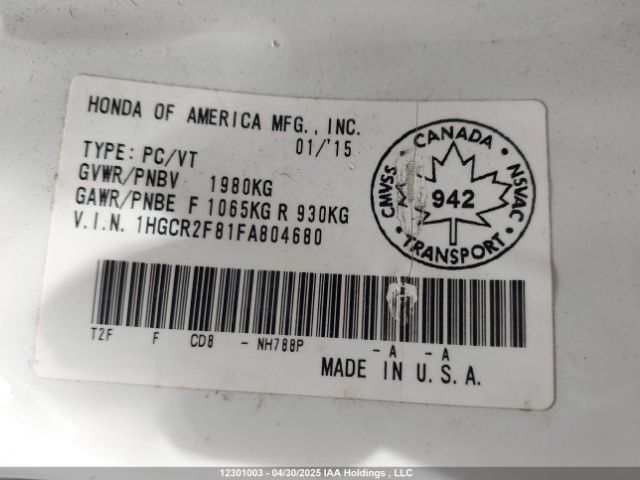 HONDA OF AMERICA MFG., INC.
01/'15
TYPE: PC/VT
GVWR/PNBV 1980KG
GAWR/PNBE F 1065KG R 930KG
V.I.N. 1HGCR2F81FA804680
CANADA
CMVSS
942
NSVAC
TRANSPORT
T2F F CD8 - NH788P - A - A
MADE IN U.S.A.
12301003 - 04/30/2025 IAA Holdings , LLC